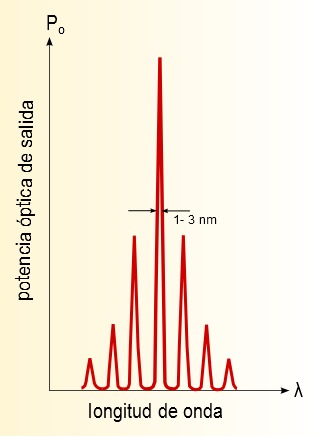 Po
potencia óptica de salida
1- 3 nm
λ
longitud de onda